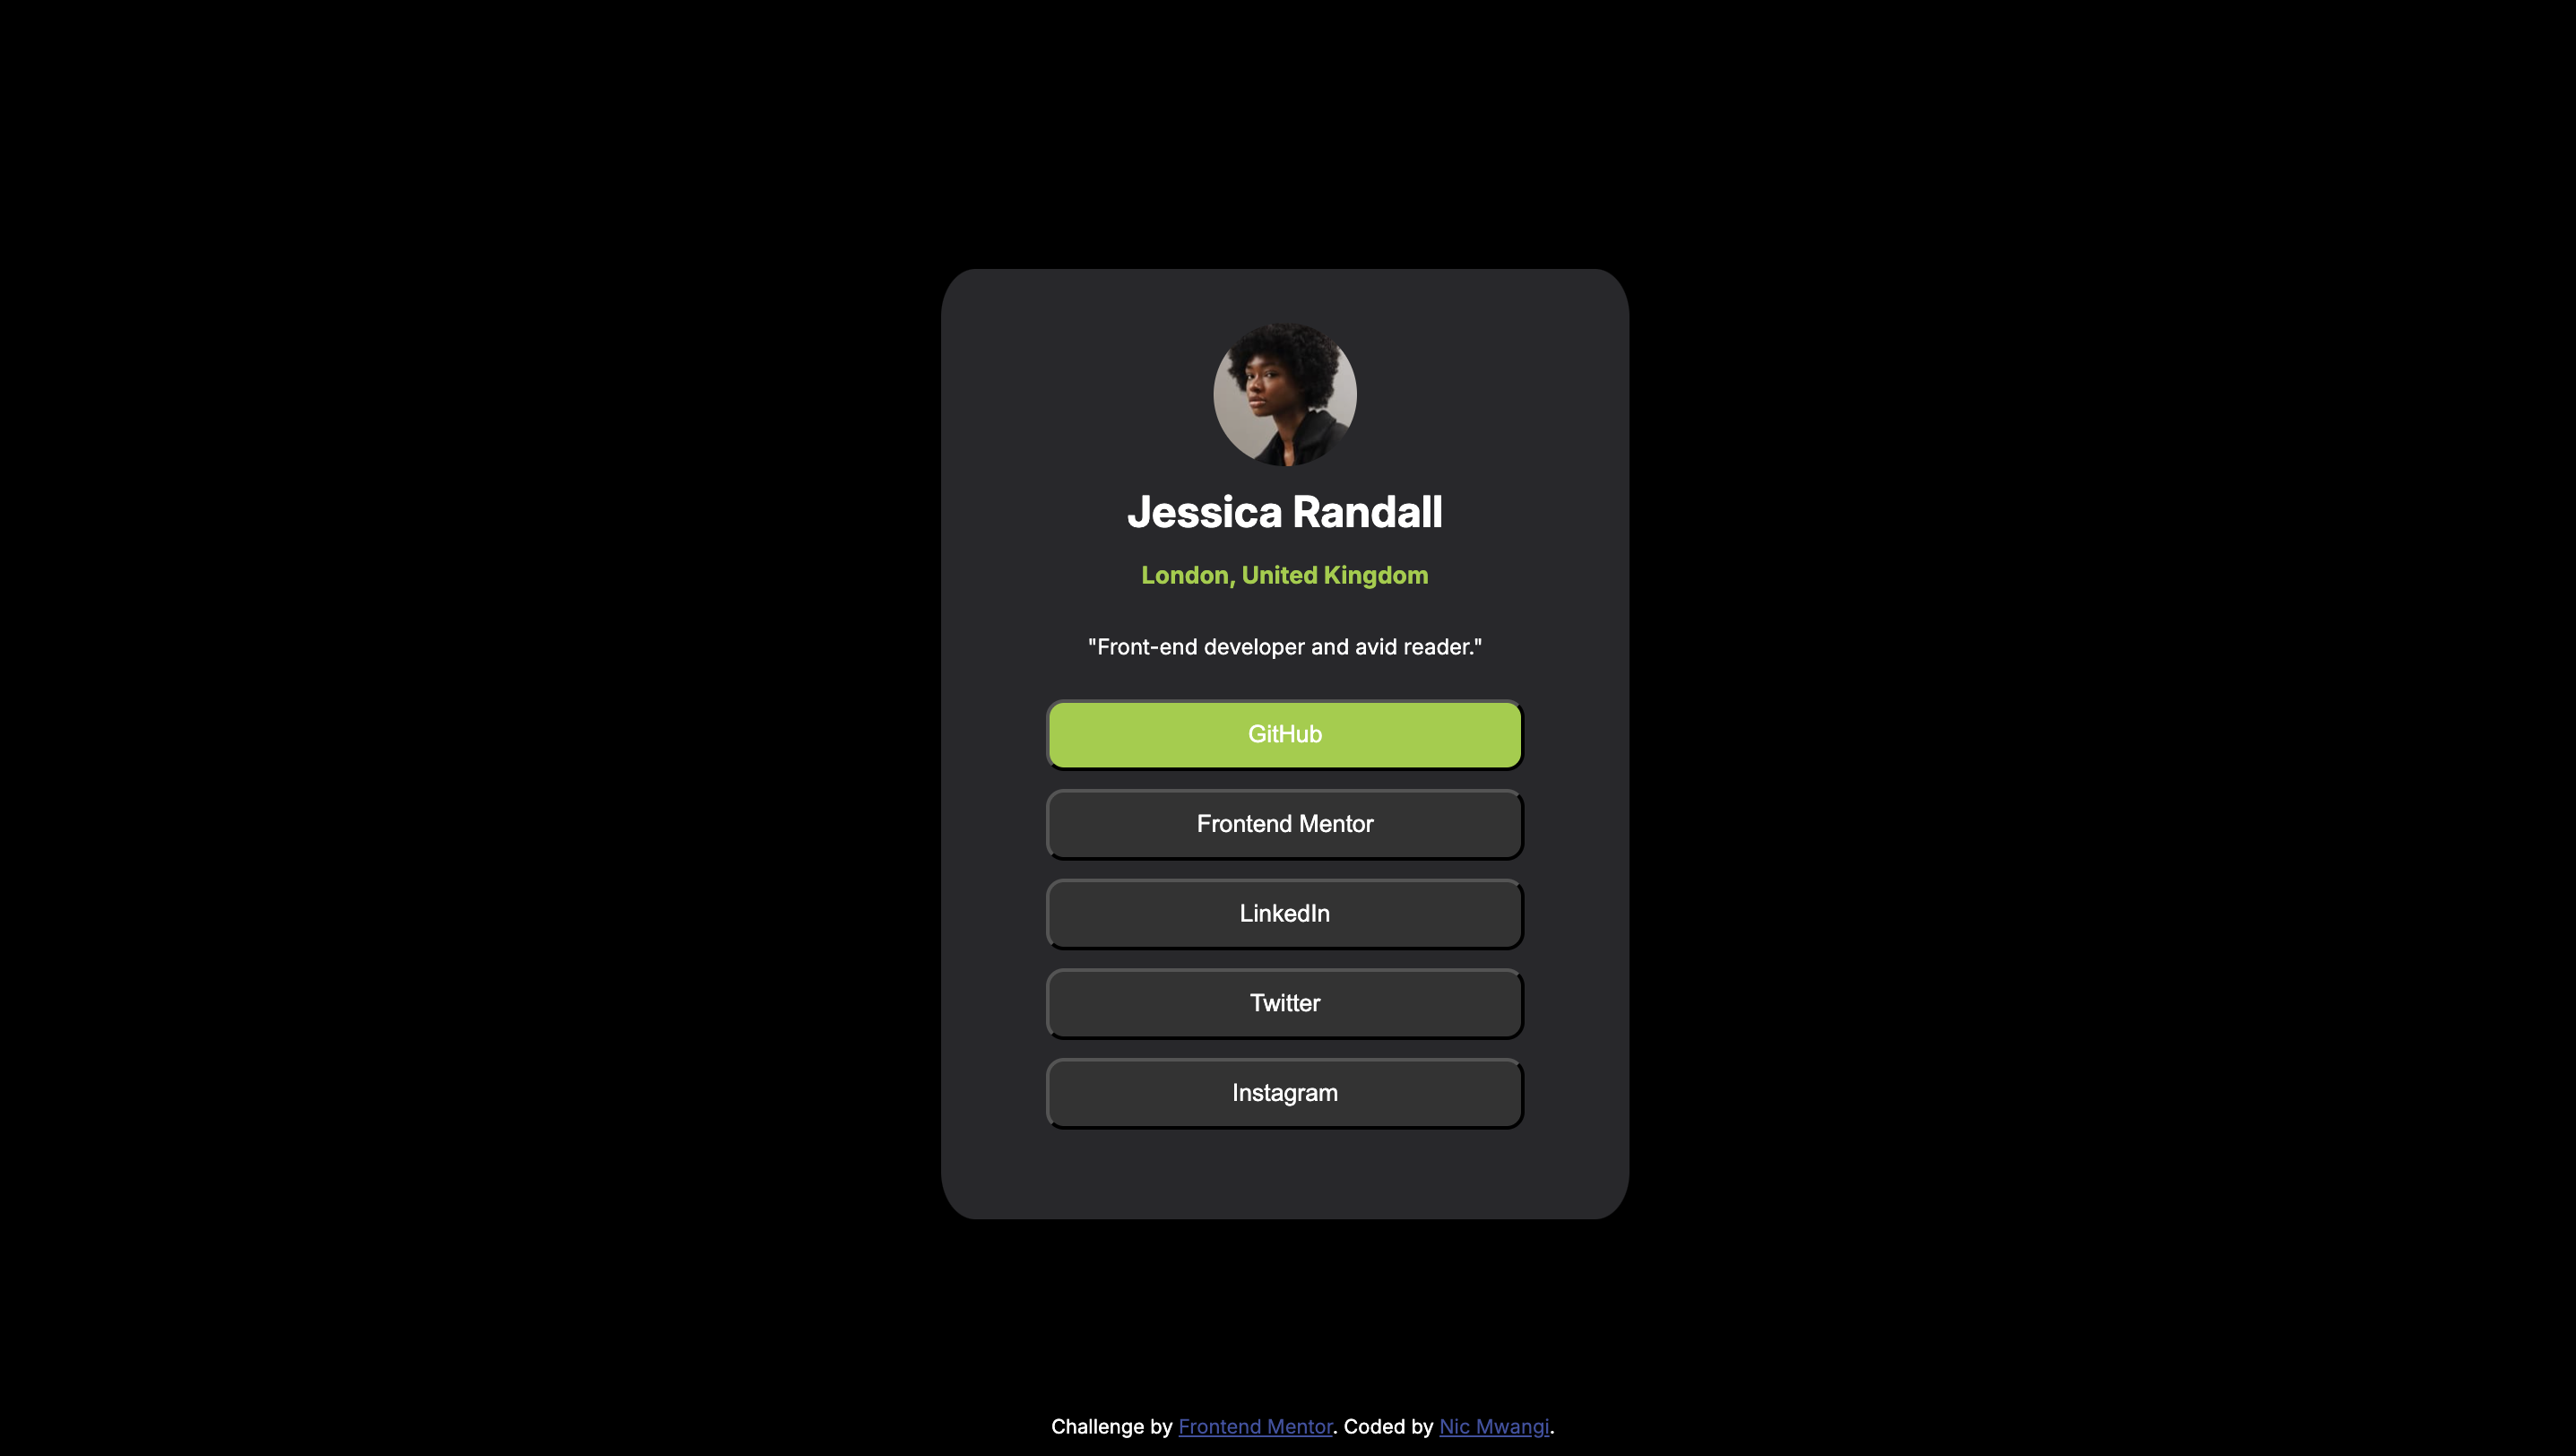 Jessica Randall
London, United Kingdom
"Front-end developer and avid reader."
GitHub
Frontend Mentor
LinkedIn
Twitter
Instagram
Challenge by Frontend Mentor. Coded by Nic Mwangi.